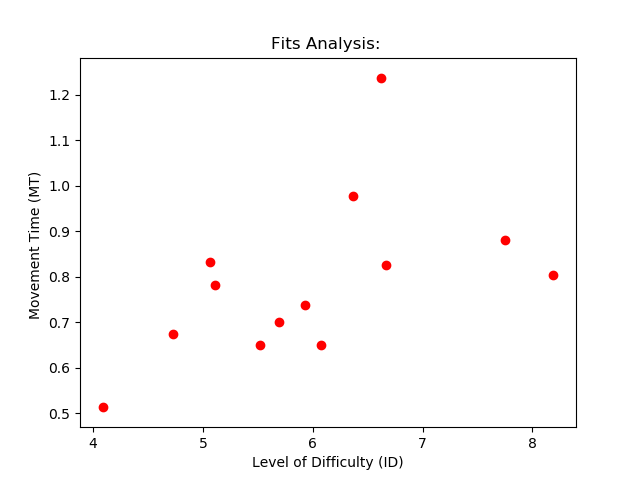 Fits Analysis:
Movement Time (MT)
1.2
1.1
1.0
0.9
0.8
0.7
0.6
0.5
4 5 6 7 8
Level of Difficulty (ID)